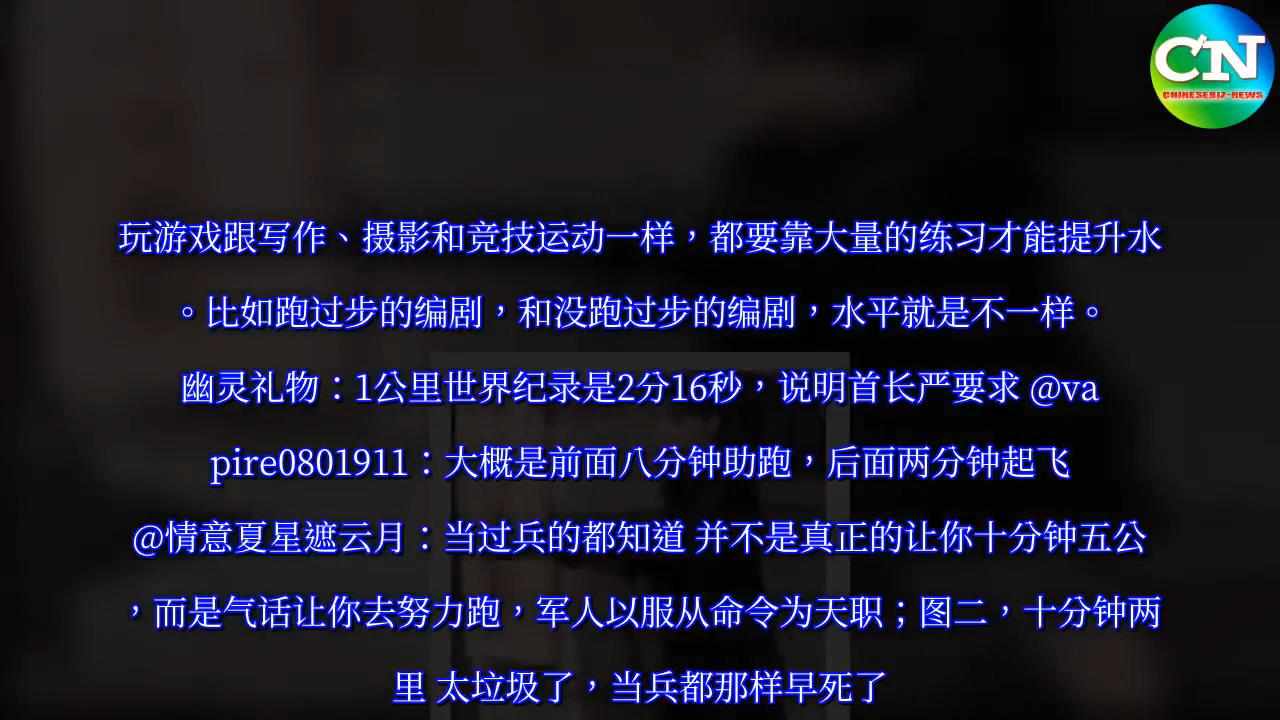 CN
CHINESEBIZ-NEWS
玩游戏跟写作、摄影和竞技运动一样，都要靠大量的练习才能提升水
。比如跑过步的编剧，和没跑过步的编剧，水平就是不一样。
幽灵礼物：1公里世界纪录是2分16秒，说明首长严要求 @va
pire0801911：大概是前面八分钟助跑，后面两分钟起飞
@情意夏星遮云月：当过兵的都知道 并不是真正的让你十分钟五公
，而是气话让你去努力跑，军人以服从命令为天职；图二，十分钟两
里 太垃圾了，当兵都那样早死了